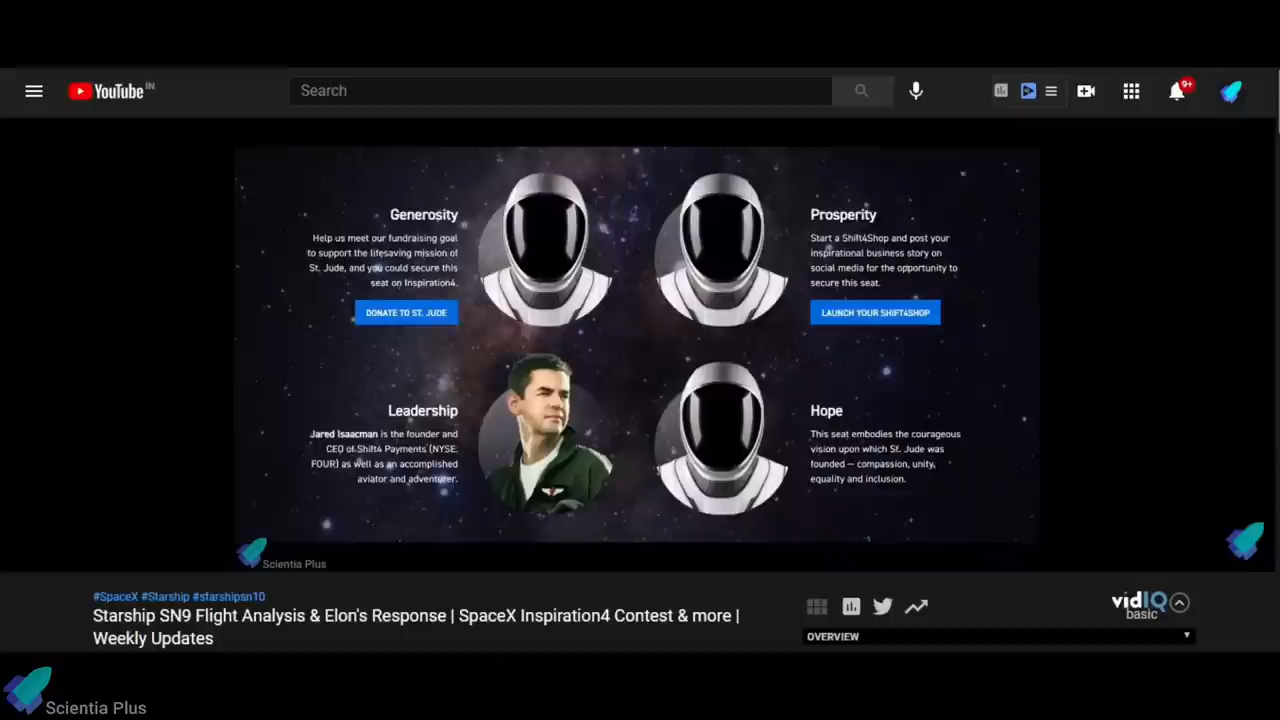 YouTube IN
Search
9+
Generosity
Help us meet our fundraising goal
to support the lifesaving mission of
St. Jude, and you could secure this
seat on Inspiration4.
DONATE TO ST. JUDE
Prosperity
Start a Shift4Shop and post your
inspirational business story on
social media for the opportunity to
secure this seat.
LAUNCH YOUR SHIFT4SHOP
Leadership
Jared Isaacman is the founder and
CEO of Shift4 Payments (NYSE:
FOUR) as well as an accomplished
aviator and adventurer.
Hope
This seat embodies the courageous
vision upon which St. Jude was
founded — compassion, unity,
equality and inclusion.
Scientia Plus
#SpaceX #Starship #starshipsn10
Starship SN9 Flight Analysis & Elon's Response | SpaceX Inspiration4 Contest & more |
Weekly Updates
vidIQ
basic
OVERVIEW
Scientia Plus